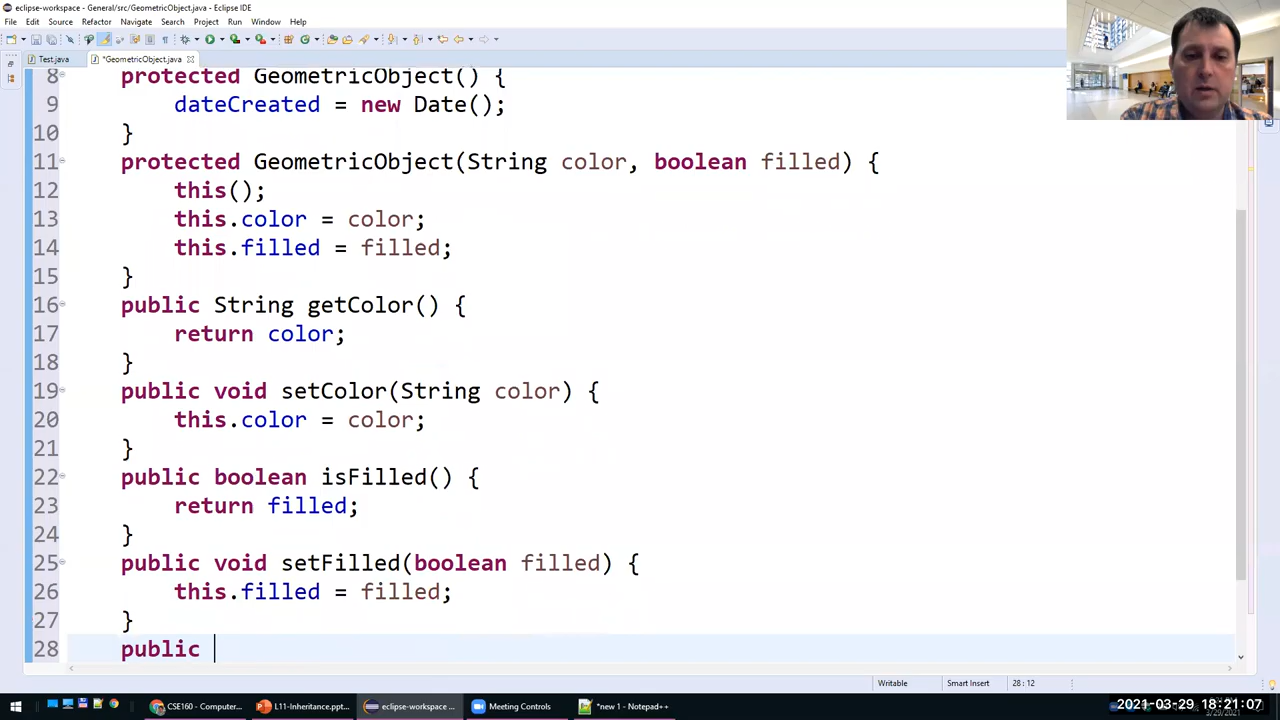 eclipse-workspace - General/src/GeometricObject.java - Eclipse IDE
File Edit Source Refactor Navigate Search Project Run Window Help
Test.java *GeometricObject.java
8 protected GeometricObject() {
9 dateCreated = new Date();
10 }
11 protected GeometricObject(String color, boolean filled) {
12 this();
13 this.color = color;
14 this.filled = filled;
15 }
16 public String getColor() {
17 return color;
18 }
19 public void setColor(String color) {
20 this.color = color;
21 }
22 public boolean isFilled() {
23 return filled;
24 }
25 public void setFilled(boolean filled) {
26 this.filled = filled;
27 }
28 public
Writable Smart Insert 28 : 12
CSE160 - Computer... L11-Inheritance.ppt... eclipse-workspace ... Meeting Controls *new 1 - Notepad++ 2021-03-29 18:21:07